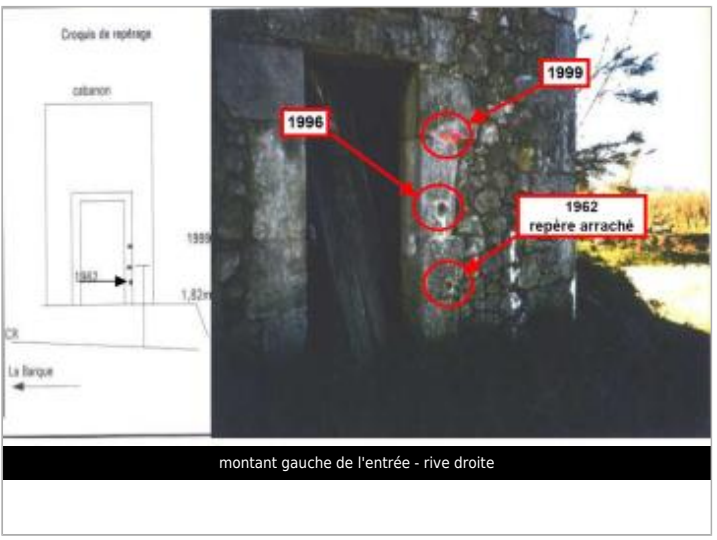 Croquis de repérage
cabanon
1999
1962
1,82m
CR
La Barque
1999
1996
1962
repère arraché
montant gauche de l'entrée - rive droite